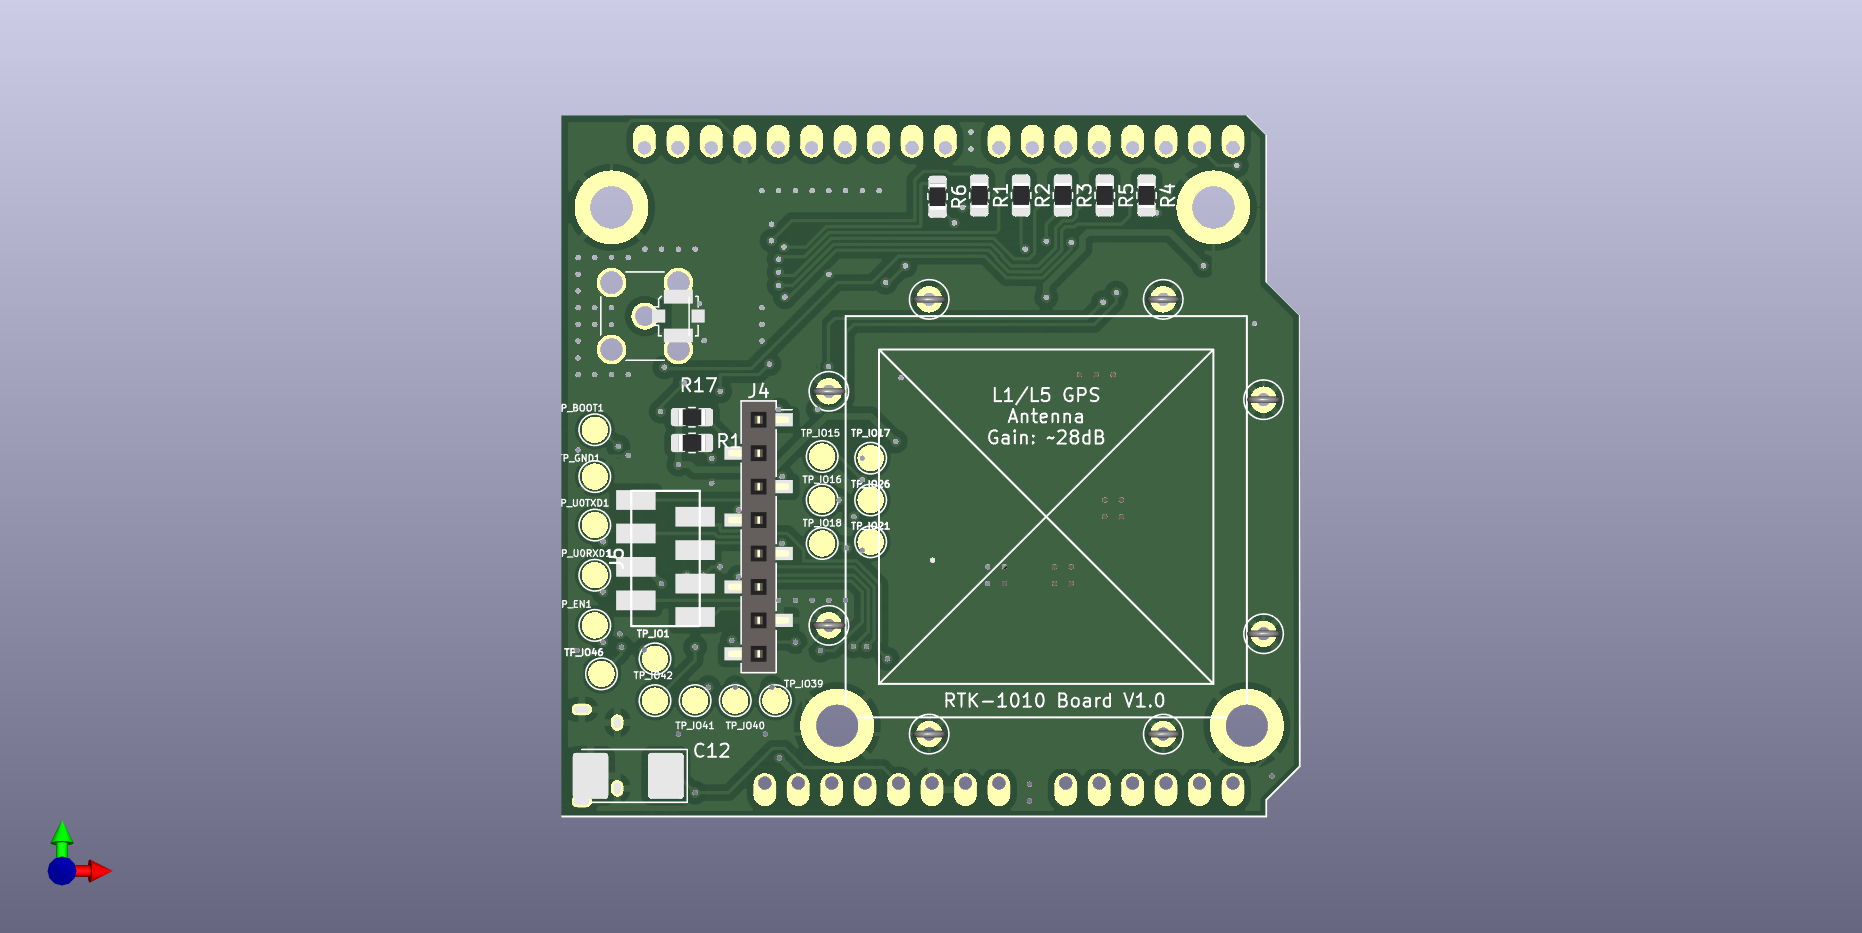 R6
R1
R2
R3
R5
R4
R17
J4
L1/L5 GPS
Antenna
Gain: ~28dB
P_BOOT1
R1
TP_IO15
TP_IO17
TP_GND1
TP_IO16
TP_IO26
P_U0TXD1
TP_IO18
TP_IO21
P_U0RXD1
P_EN1
TP_IO1
TP_IO46
TP_IO42
TP_IO39
RTK-1010 Board V1.0
TP_IO41
TP_IO40
C12